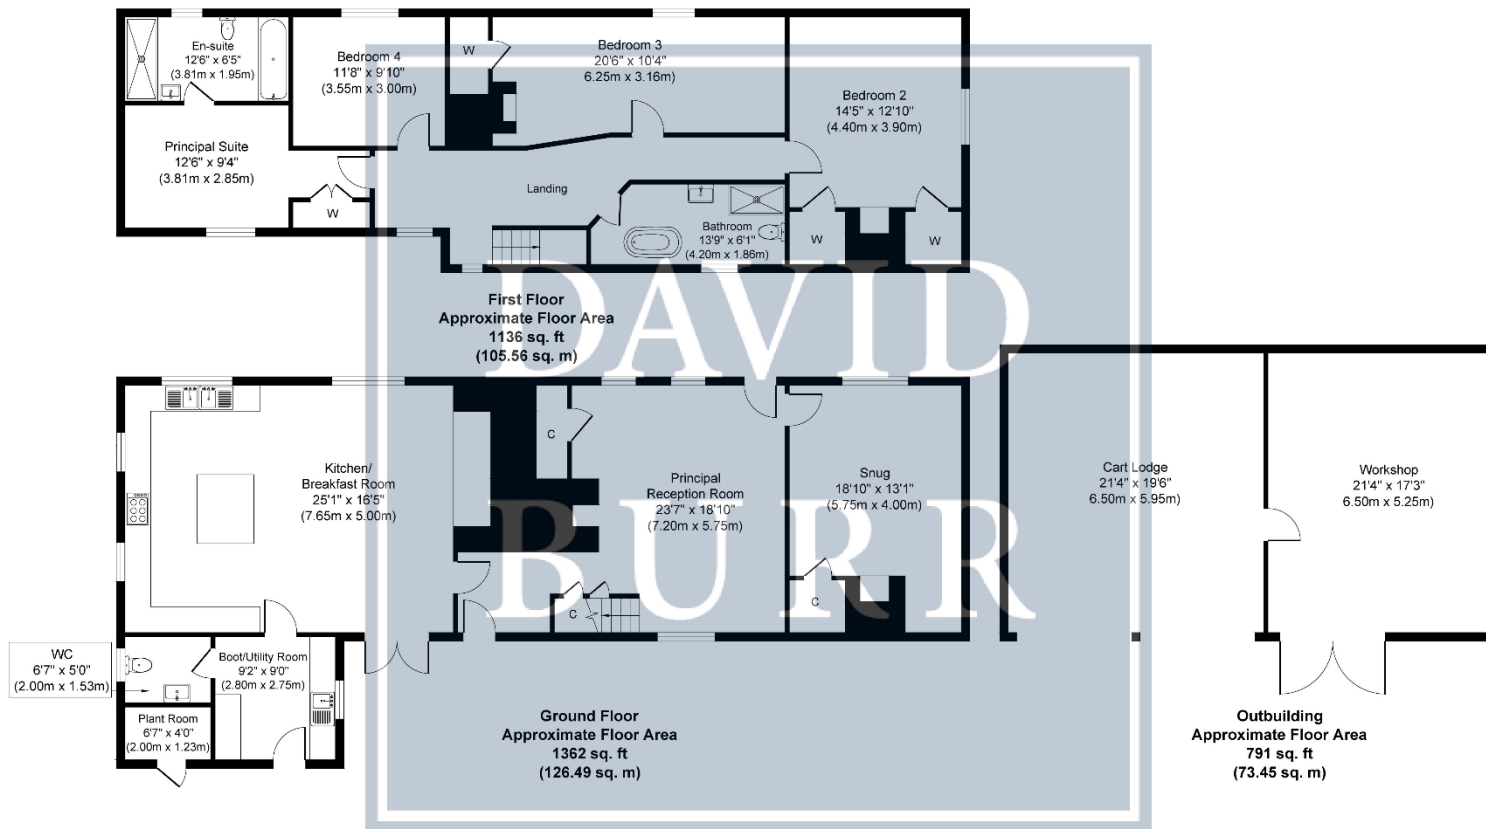 En-suite
12'6" x 6'5"
(3.81m x 1.95m)
Bedroom 4
11'8" x 9'10"
(3.55m x 3.00m)
W
Bedroom 3
20'6" x 10'4"
6.25m x 3.16m)
Bedroom 2
14'5" x 12'10"
(4.40m x 3.90m)
Principal Suite
12'6" x 9'4"
(3.81m x 2.85m)
W
Landing
Bathroom
13'9" x 6'1"
(4.20m x 1.86m)
W
W
First Floor
Approximate Floor Area
1136 sq. ft
(105.56 sq. m)
DAVID
BURR
Kitchen/
Breakfast Room
25'1" x 16'5"
(7.65m x 5.00m)
C
Principal
Reception Room
23'7" x 18'10"
(7.20m x 5.75m)
Snug
18'10" x 13'1"
(5.75m x 4.00m)
C
C
Cart Lodge
21'4" x 19'6"
6.50m x 5.95m)
Workshop
21'4" x 17'3"
6.50m x 5.25m)
WC
6'7" x 5'0"
(2.00m x 1.53m)
Boot/Utility Room
9'2" x 9'0"
(2.80m x 2.75m)
Plant Room
6'7" x 4'0"
(2.00m x 1.23m)
Ground Floor
Approximate Floor Area
1362 sq. ft
(126.49 sq. m)
Outbuilding
Approximate Floor Area
791 sq. ft
(73.45 sq. m)